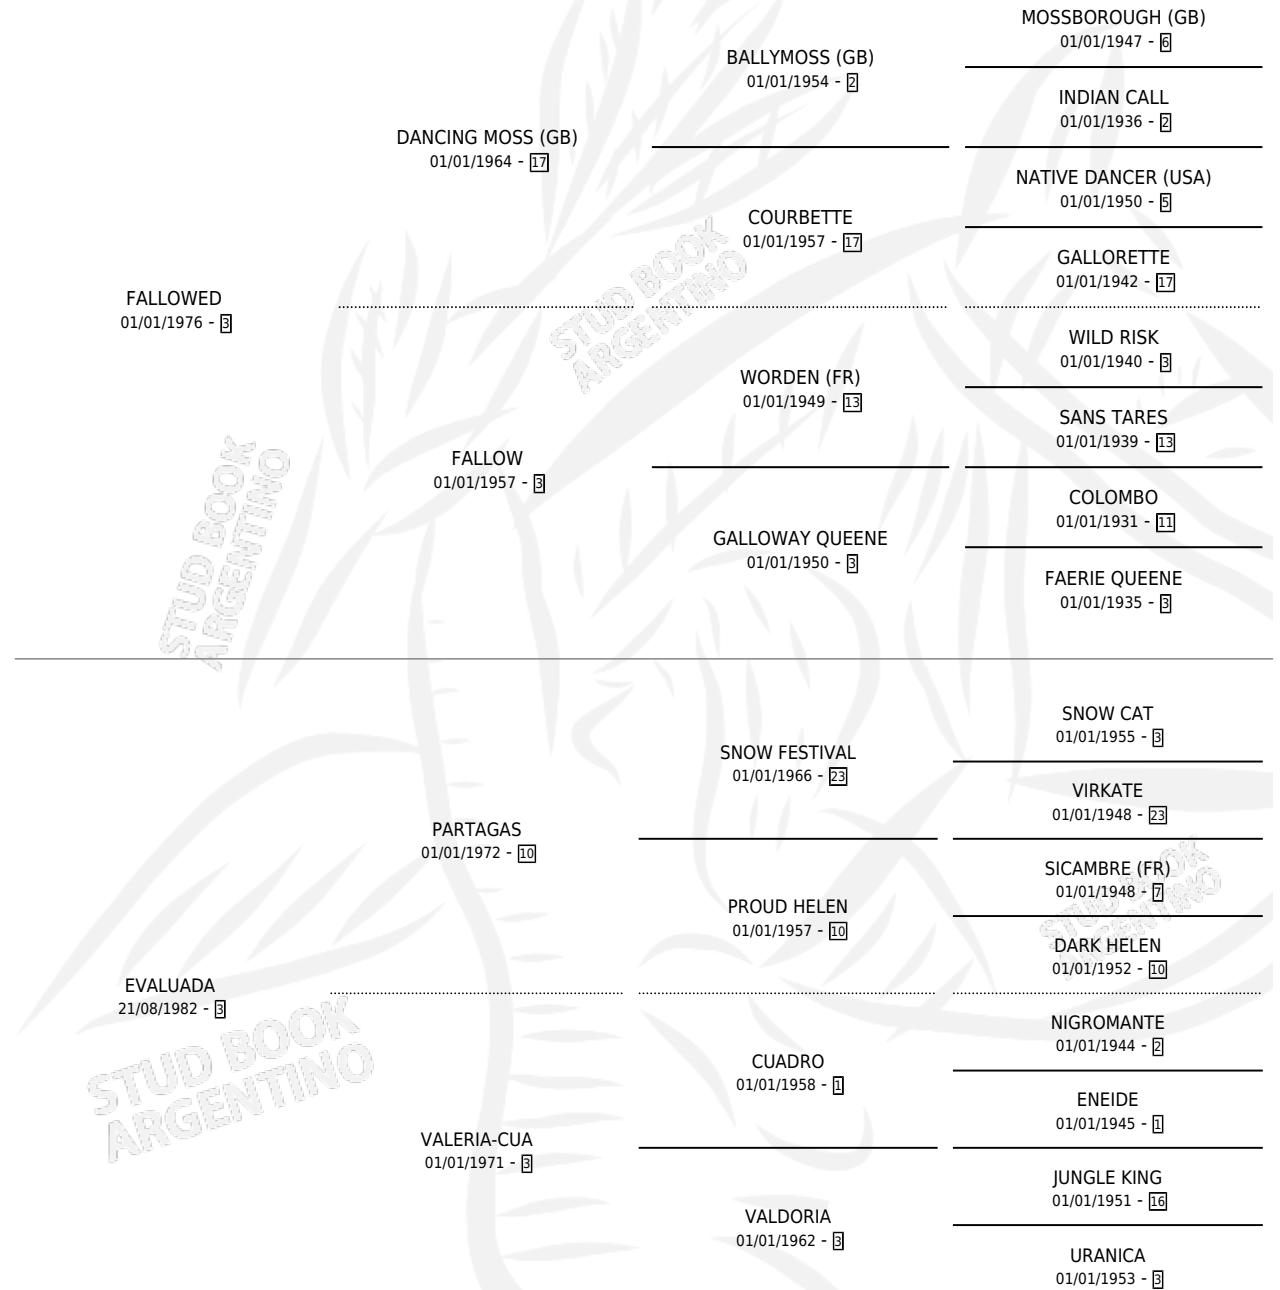 MOSSBOROUGH (GB)
01/01/1947 - 6
BALLYMOSS (GB)
01/01/1954 - 2
INDIAN CALL
01/01/1936 - 2
DANCING MOSS (GB)
01/01/1964 - 17
NATIVE DANCER (USA)
01/01/1950 - 5
COURBETTE
01/01/1957 - 17
GALLORETTE
01/01/1942 - 17
FALLOWED
01/01/1976 - 3
WILD RISK
01/01/1940 - 3
WORDEN (FR)
01/01/1949 - 13
SANS TARES
01/01/1939 - 13
FALLOW
01/01/1957 - 3
COLOMBO
01/01/1931 - 11
GALLOWAY QUEENE
01/01/1950 - 3
FAERIE QUEENE
01/01/1935 - 3
STUD BOOK
ARGENTINO
STUD BOOK
ARGENTINO
SNOW CAT
01/01/1955 - 3
SNOW FESTIVAL
01/01/1966 - 23
VIRKATE
01/01/1948 - 23
PARTAGAS
01/01/1972 - 10
SICAMBRE (FR)
01/01/1948 - 7
PROUD HELEN
01/01/1957 - 10
DARK HELEN
01/01/1952 - 10
EVALUADA
21/08/1982 - 3
NIGROMANTE
01/01/1944 - 2
CUADRO
01/01/1958 - 1
ENEIDE
01/01/1945 - 1
VALERIA-CUA
01/01/1971 - 3
JUNGLE KING
01/01/1951 - 16
VALDORIA
01/01/1962 - 3
URANICA
01/01/1953 - 3
STUD BOOK
ARGENTINO
STUD BOOK
ARGENTINO